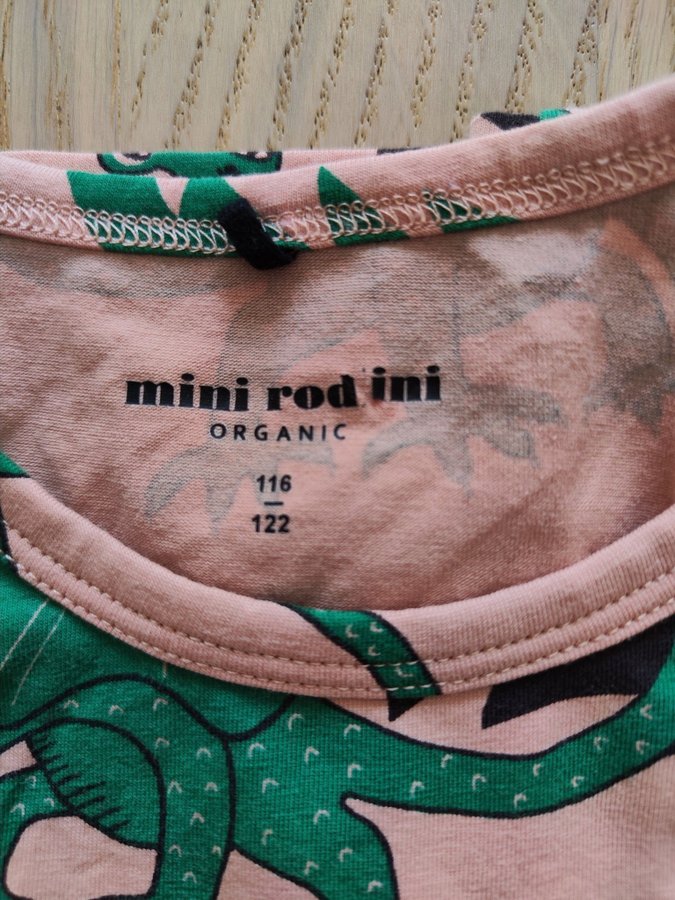 mini rodini
ORGANIC
116
122